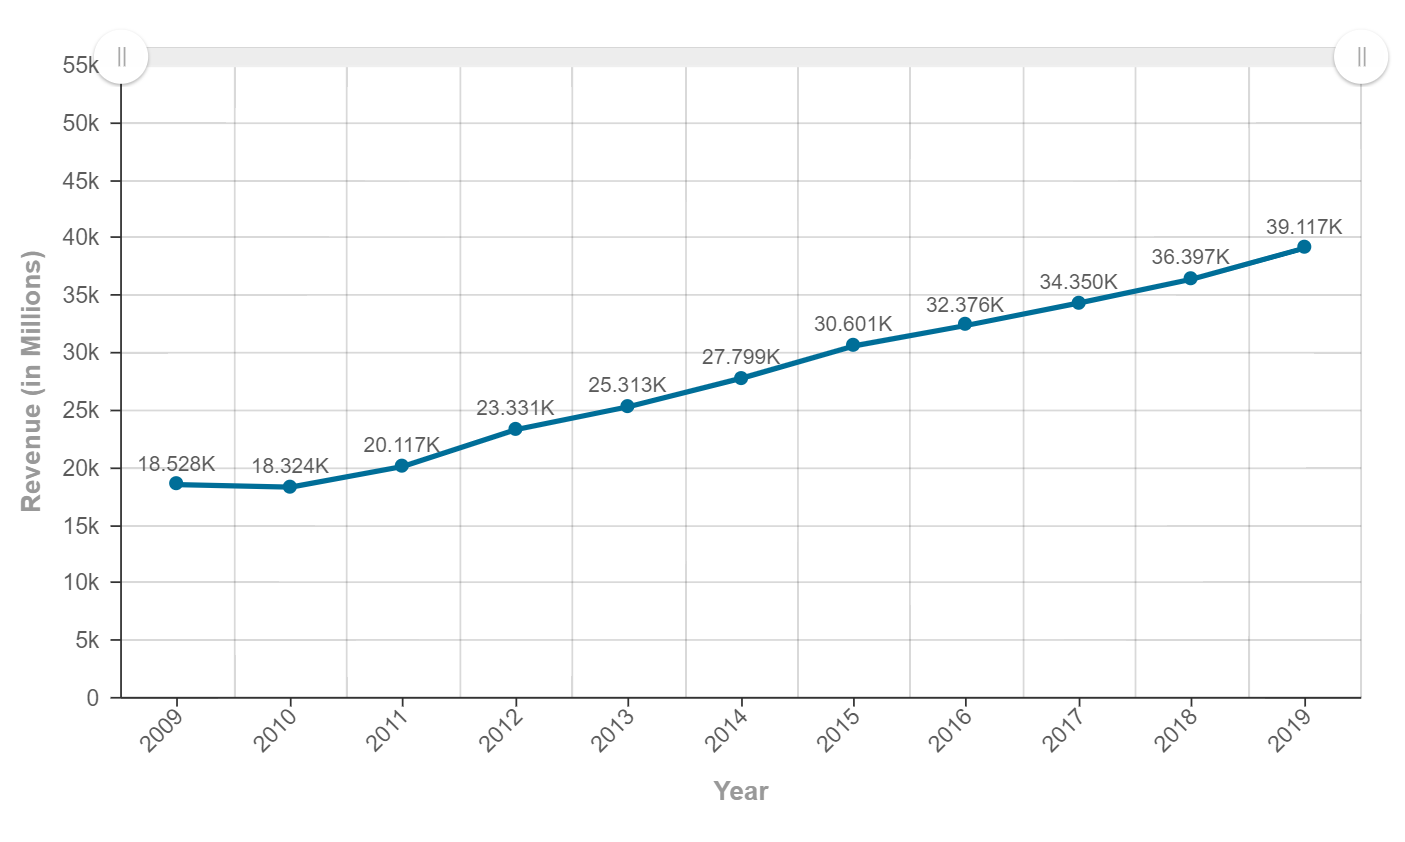 55k
50k
45k
40k
35k
30k
25k
20k
15k
10k
5k
0
Revenue (in Millions)
18.528K
18.324K
20.117K
23.331K
25.313K
27.799K
30.601K
32.376K
34.350K
36.397K
39.117K
2009
2010
2011
2012
2013
2014
2015
2016
2017
2018
2019
Year